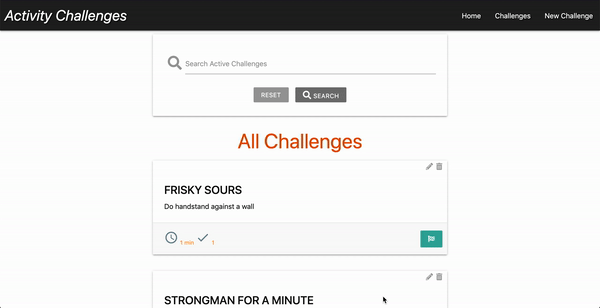 Activity Challenges
Home Challenges New Challenge
Search Active Challenges
RESET SEARCH
All Challenges
FRISKY SOURS
Do handstand against a wall
1 min 1
STRONGMAN FOR A MINUTE